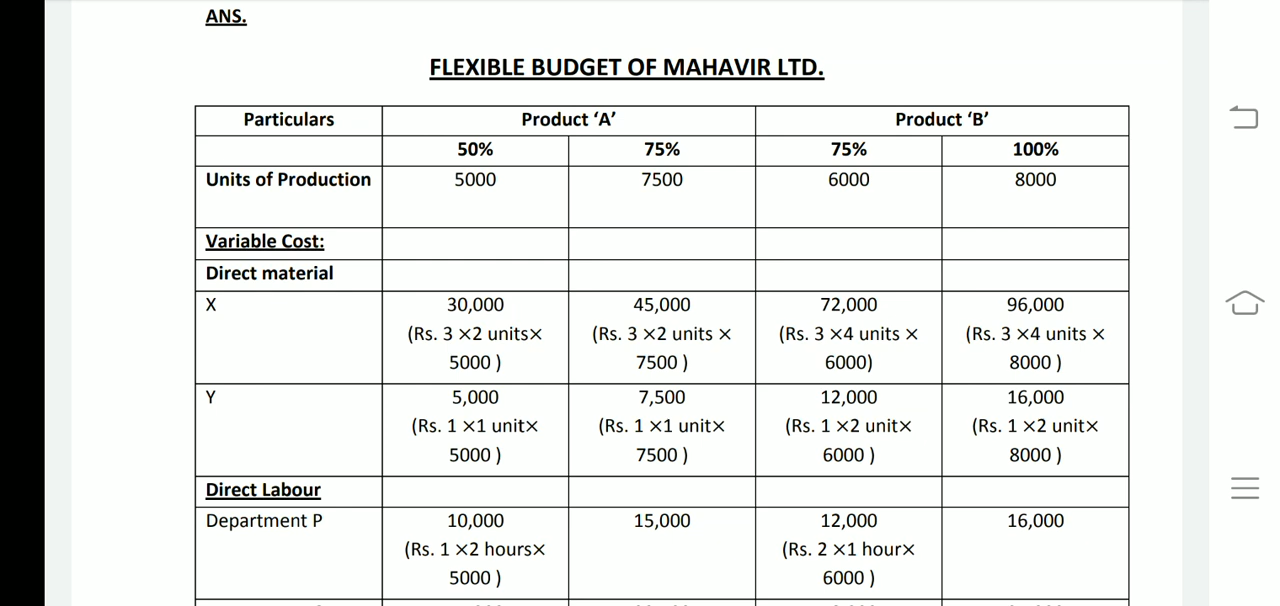 ANS.
FLEXIBLE BUDGET OF MAHAVIR LTD.
Particulars Product ‘A’ Product ‘B’
50% 75% 75% 100%
Units of Production 5000 7500 6000 8000
Variable Cost:
Direct material
X 30,000 45,000 72,000 96,000
(Rs. 3 ×2 units× (Rs. 3 ×2 units × (Rs. 3 ×4 units × (Rs. 3 ×4 units ×
5000 ) 7500 ) 6000) 8000 )
Y 5,000 7,500 12,000 16,000
(Rs. 1 ×1 unit× (Rs. 1 ×1 unit× (Rs. 1 ×2 unit× (Rs. 1 ×2 unit×
5000 ) 7500 ) 6000 ) 8000 )
Direct Labour
Department P 10,000 15,000 12,000 16,000
(Rs. 1 ×2 hours× (Rs. 2 ×1 hour×
5000 ) 6000 )